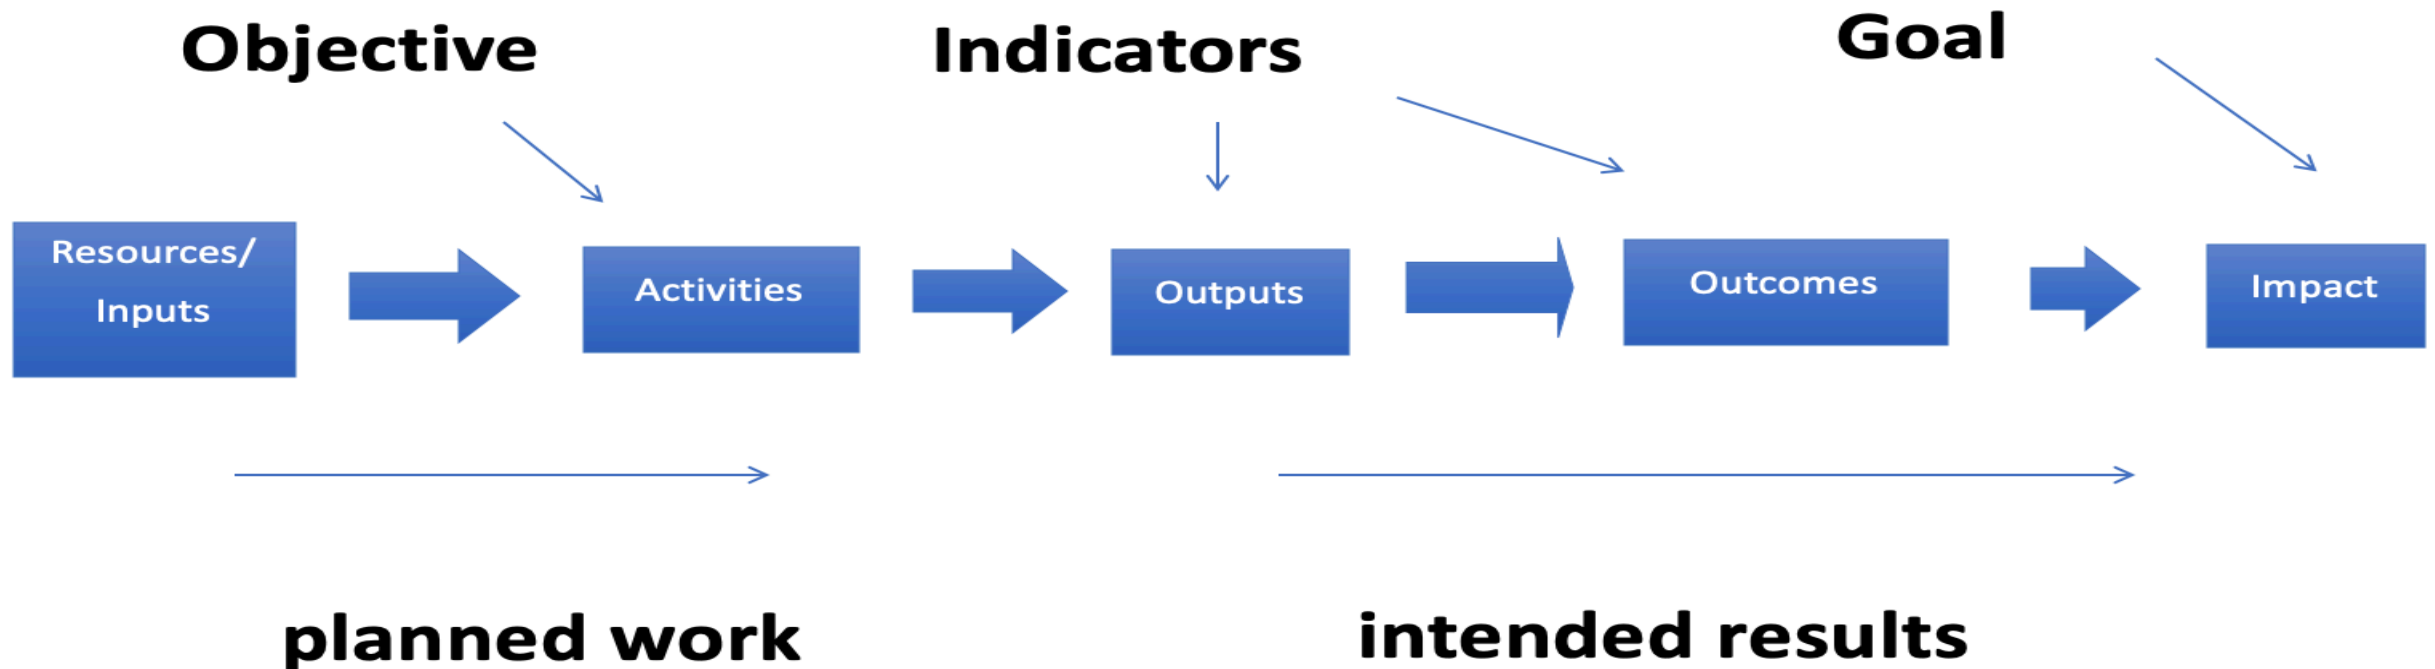 Objective
Indicators
Goal
Resources/
Inputs
Activities
Outputs
Outcomes
Impact
planned work
intended results